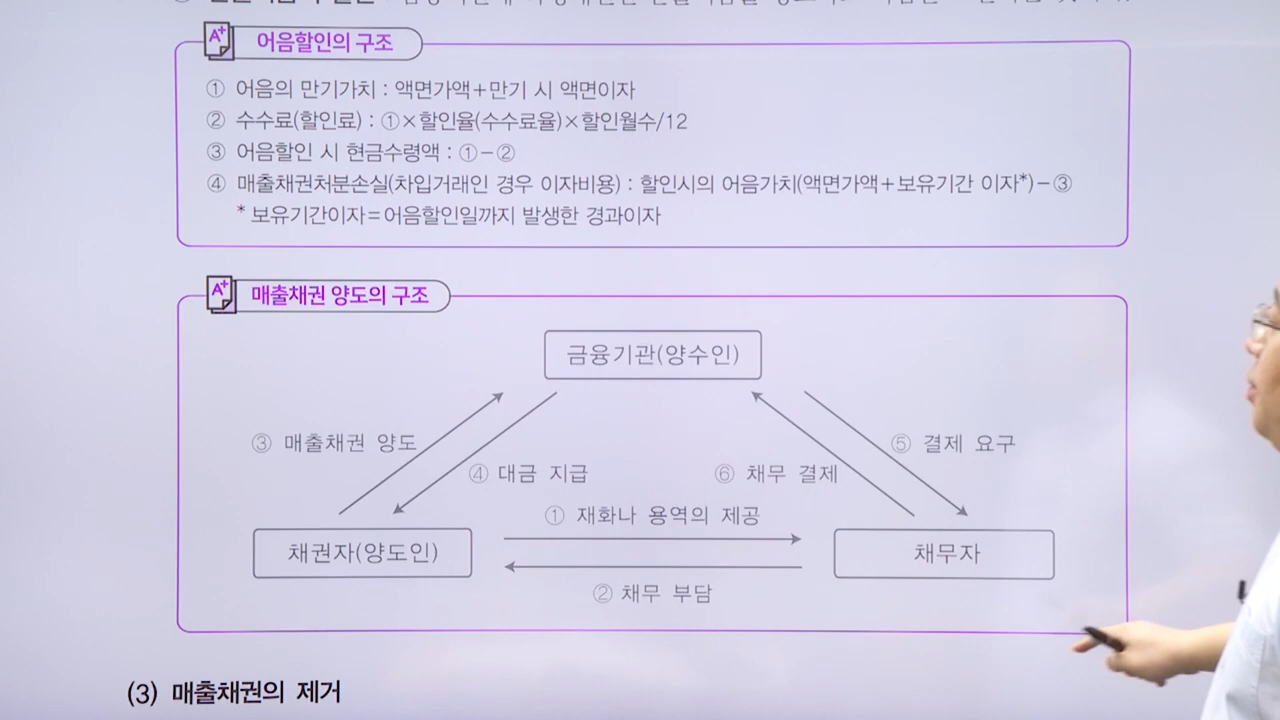 A+ 어음할인의 구조
① 어음의 만기가치 : 액면가액+만기 시 액면이자
② 수수료(할인료) : ①×할인율(수수료율)×할인월수/12
③ 어음할인 시 현금수령액 : ①-②
④ 매출채권처분손실(차입거래인 경우 이자비용) : 할인시의 어음가치(액면가액+보유기간 이자*)-③
* 보유기간이자=어음할인일까지 발생한 경과이자
A+ 매출채권 양도의 구조
금융기관(양수인)
③ 매출채권 양도
⑤ 결제 요구
④ 대금 지급
⑥ 채무 결제
① 재화나 용역의 제공
채권자(양도인)
채무자
② 채무 부담
(3) 매출채권의 제거